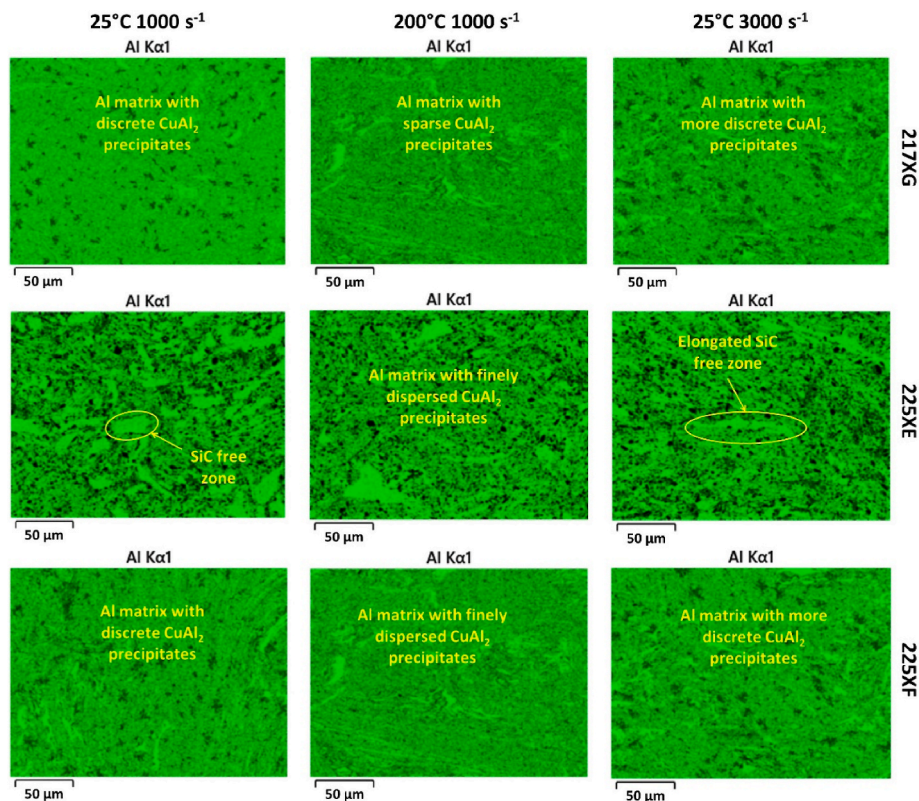 25°C 1000 s⁻¹
200°C 1000 s⁻¹
25°C 3000 s⁻¹
Al Kα1
Al Kα1
Al Kα1
Al matrix with
discrete CuAl₂
precipitates
Al matrix with
sparse CuAl₂
precipitates
Al matrix with
more discrete CuAl₂
precipitates
217XG
50 µm
50 µm
50 µm
Al Kα1
Al Kα1
Al Kα1
SiC free
zone
Al matrix with finely
dispersed CuAl₂
precipitates
Elongated SiC
free zone
225XE
50 µm
50 µm
50 µm
Al Kα1
Al Kα1
Al Kα1
Al matrix with
discrete CuAl₂
precipitates
Al matrix with finely
dispersed CuAl₂
precipitates
Al matrix with more
discrete CuAl₂
precipitates
225XF
50 µm
50 µm
50 µm